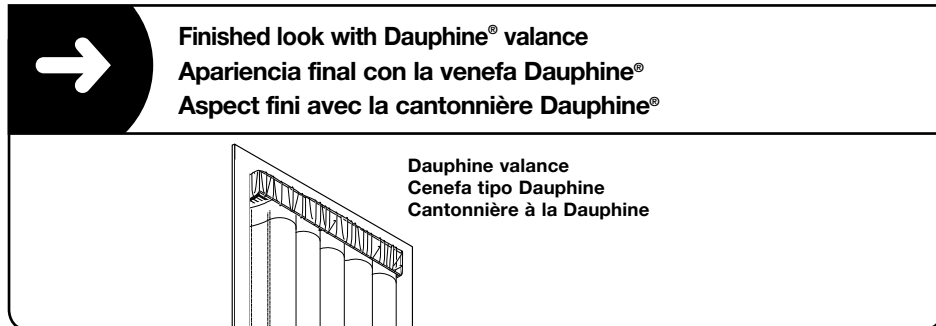 Finished look with Dauphine® valance
Apariencia final con la venefa Dauphine®
Aspect fini avec la cantonnière Dauphine®
Dauphine valance
Cenefa tipo Dauphine
Cantonnière à la Dauphine